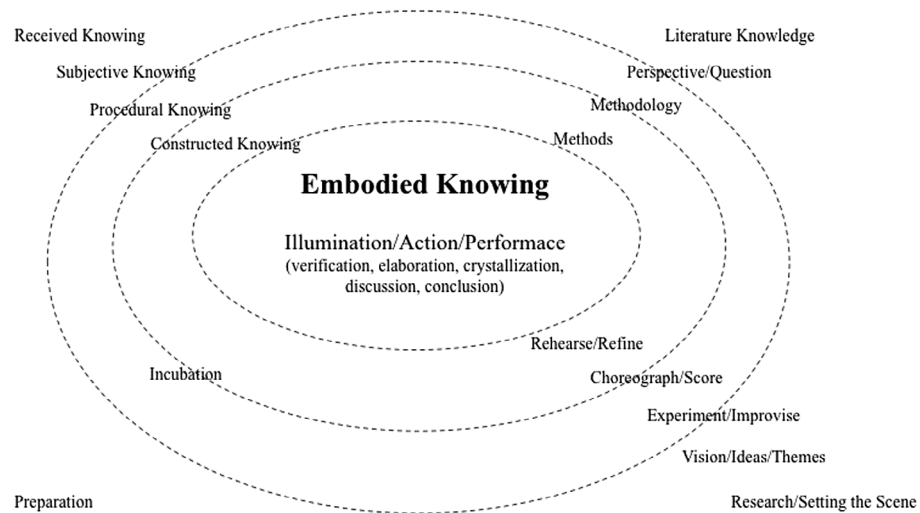 Received Knowing
Literature Knowledge
Subjective Knowing
Perspective/Question
Procedural Knowing
Methodology
Constructed Knowing
Methods
Embodied Knowing
Illumination/Action/Performace
(verification, elaboration, crystallization,
discussion, conclusion)
Rehearse/Refine
Incubation
Choreograph/Score
Experiment/Improvise
Vision/Ideas/Themes
Preparation
Research/Setting the Scene